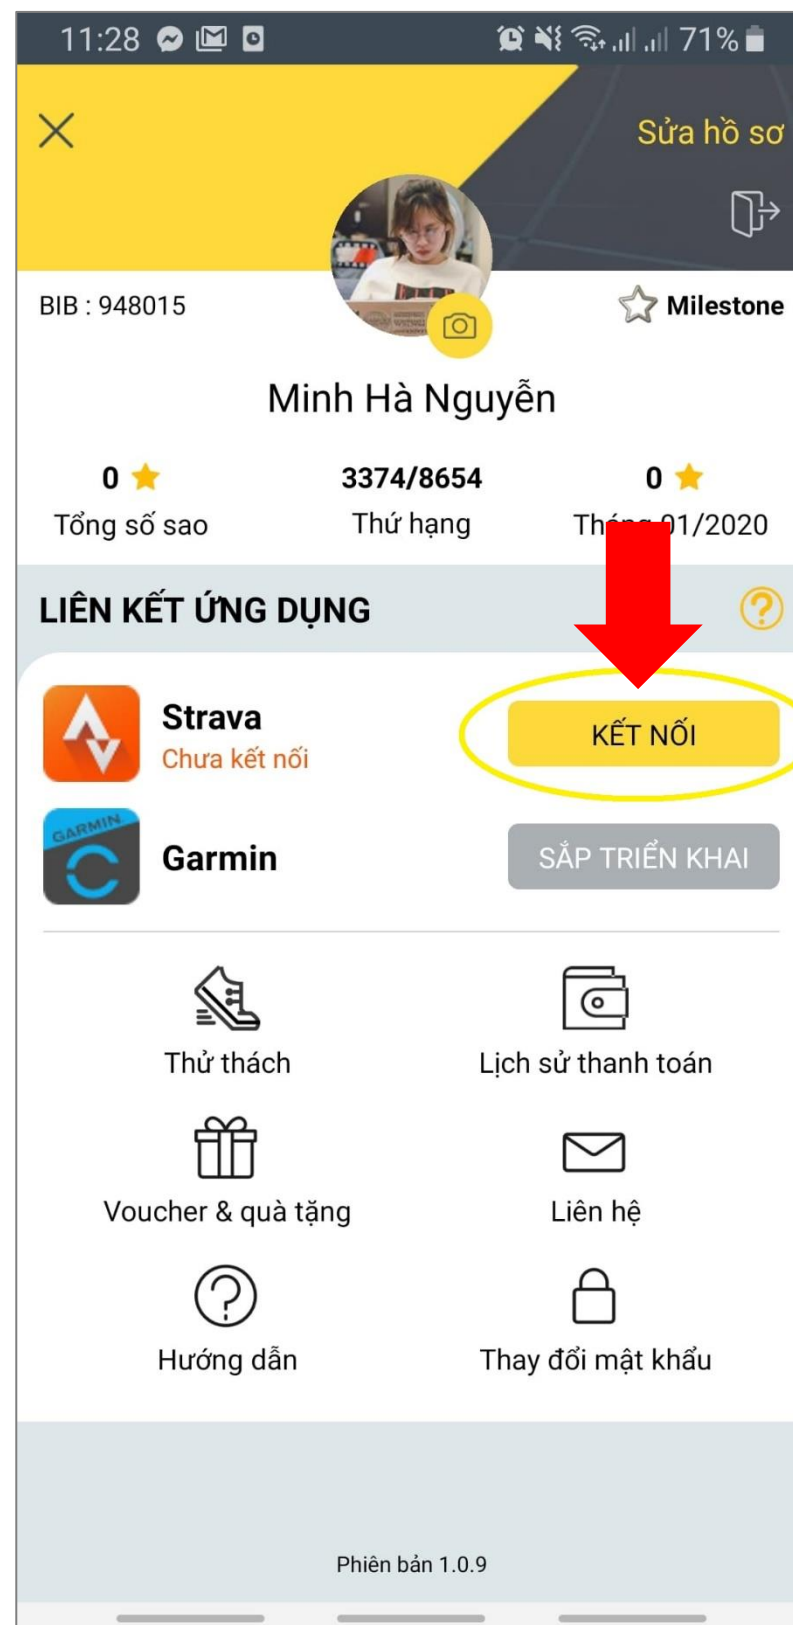 11:28
71%
Sửa hồ sơ
BIB : 948015
Milestone
Minh Hà Nguyễn
0
3374/8654
0
Tổng số sao
Thứ hạng
Tháng 01/2020
LIÊN KẾT ỨNG DỤNG
Strava
KẾT NỐI
Chưa kết nối
GARMIN
Garmin
SẮP TRIỂN KHAI
Thử thách
Lịch sử thanh toán
Voucher & quà tặng
Liên hệ
Hướng dẫn
Thay đổi mật khẩu
Phiên bản 1.0.9